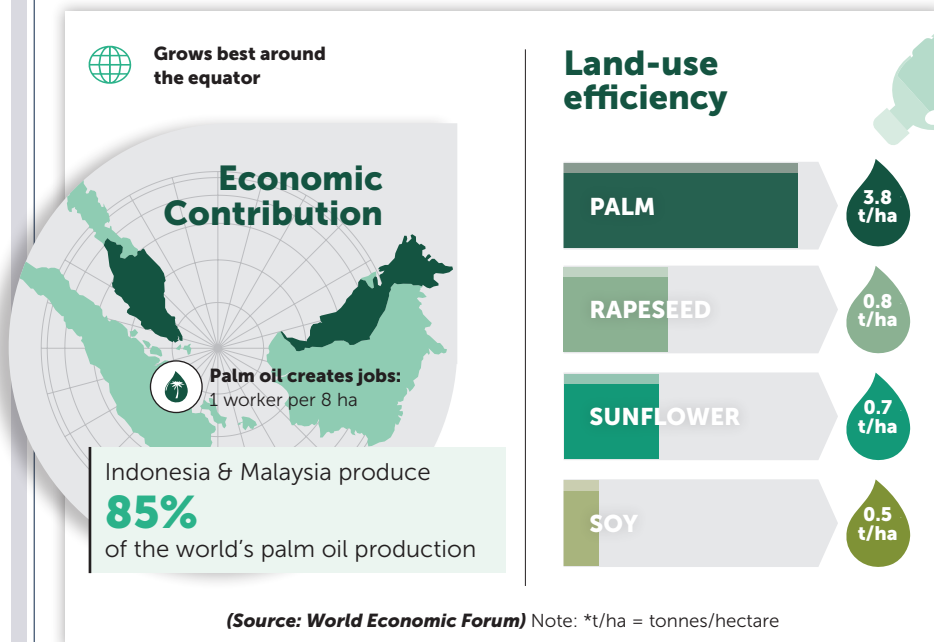 Grows best around
the equator
Economic
Contribution
Palm oil creates jobs:
1 worker per 8 ha
Indonesia & Malaysia produce
85%
of the world's palm oil production
Land-use
efficiency
PALM
3.8
t/ha
RAPESEED
0.8
t/ha
SUNFLOWER
0.7
t/ha
SOY
0.5
t/ha
(Source: World Economic Forum) Note: *t/ha = tonnes/hectare